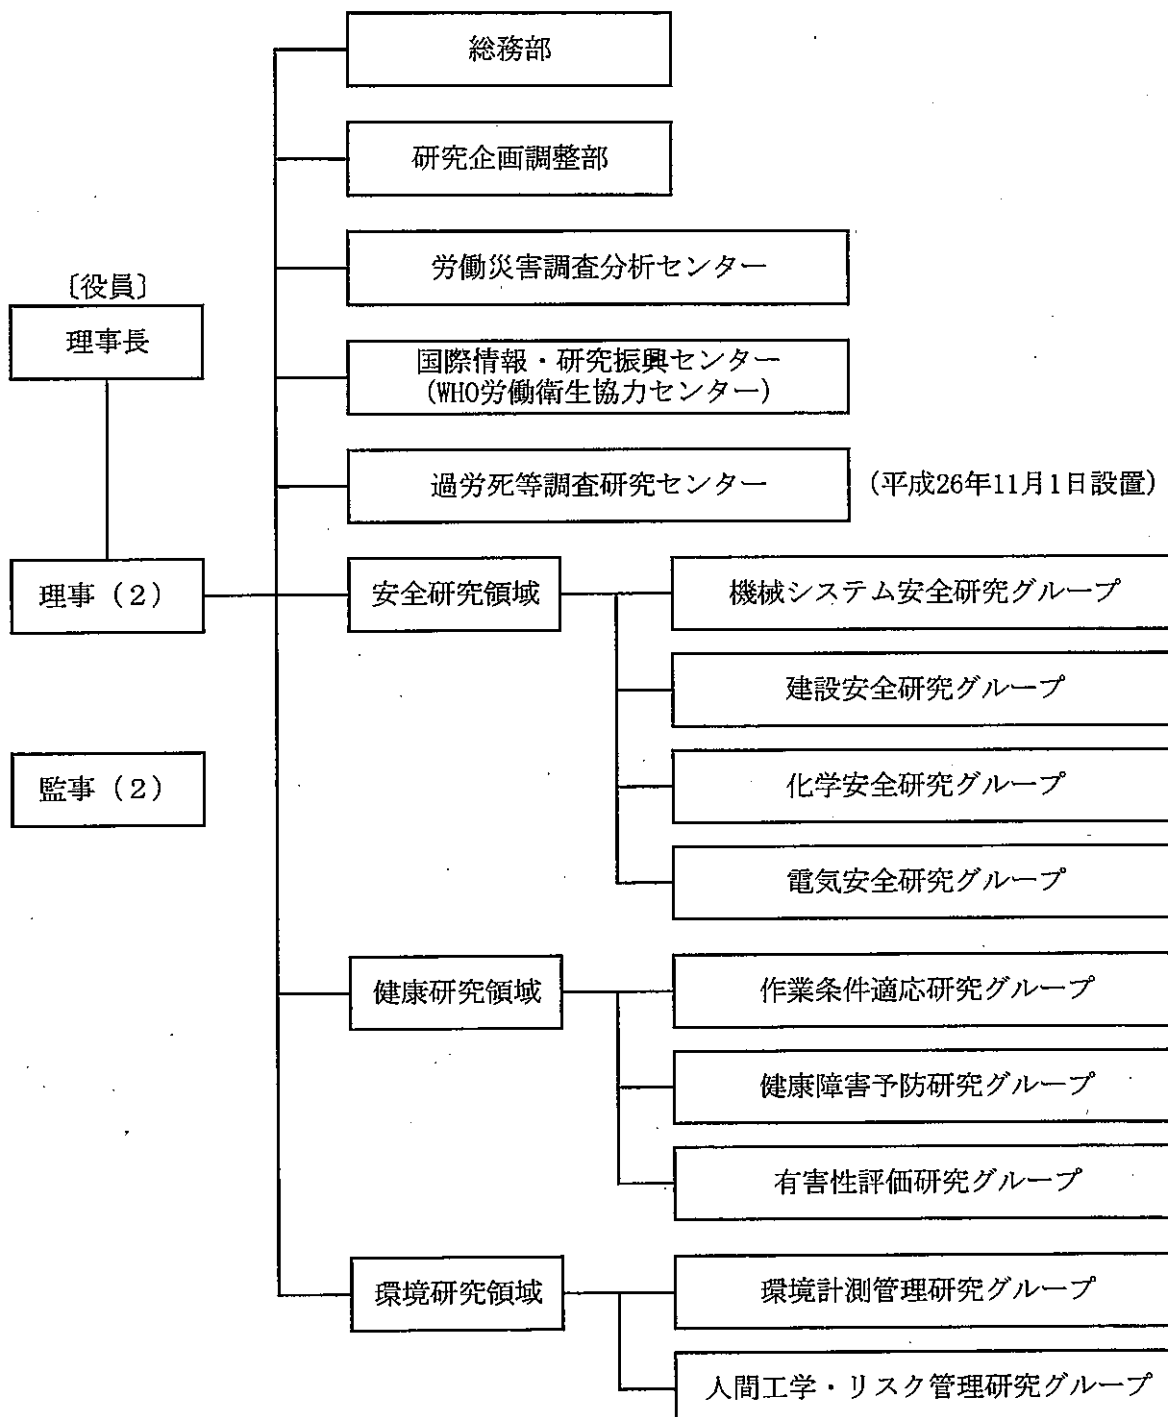 総務部
研究企画調整部
労働災害調査分析センター
〔役員〕
理事長
国際情報・研究振興センター
(WHO労働衛生協力センター)
過労死等調査研究センター
(平成26年11月1日設置)
理事(2)
安全研究領域
機械システム安全研究グループ
建設安全研究グループ
監事(2)
化学安全研究グループ
電気安全研究グループ
健康研究領域
作業条件適応研究グループ
健康障害予防研究グループ
有害性評価研究グループ
環境研究領域
環境計測管理研究グループ
人間工学・リスク管理研究グループ